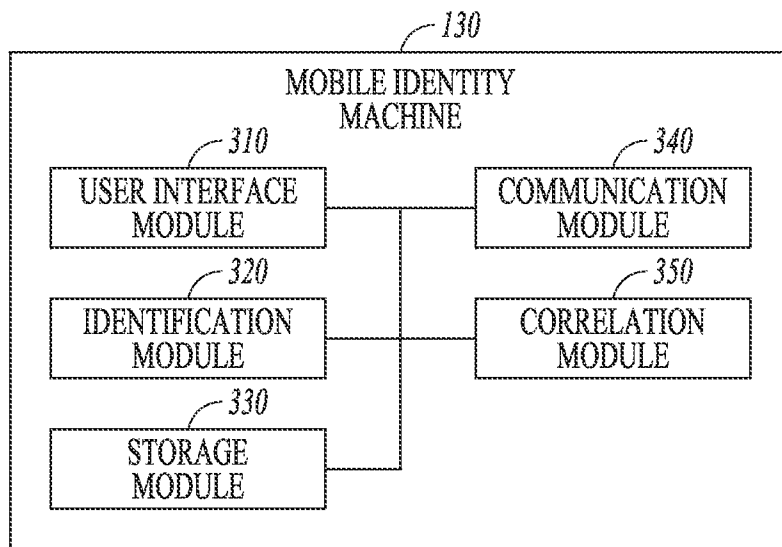 130
MOBILE IDENTITY
MACHINE
310
USER INTERFACE
MODULE
340
COMMUNICATION
MODULE
320
IDENTIFICATION
MODULE
350
CORRELATION
MODULE
330
STORAGE
MODULE